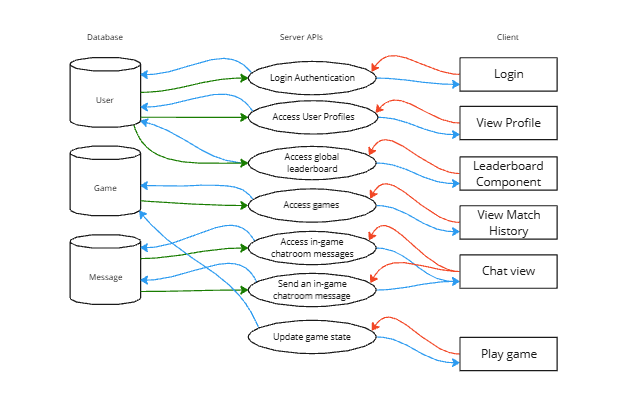 Database
Server APIs
Client
User
Game
Message
Login Authentication
Access User Profiles
Access global
leaderboard
Access games
Access in-game
chatroom messages
Send an in-game
chatroom message
Update game state
Login
View Profile
Leaderboard
Component
View Match
History
Chat view
Play game